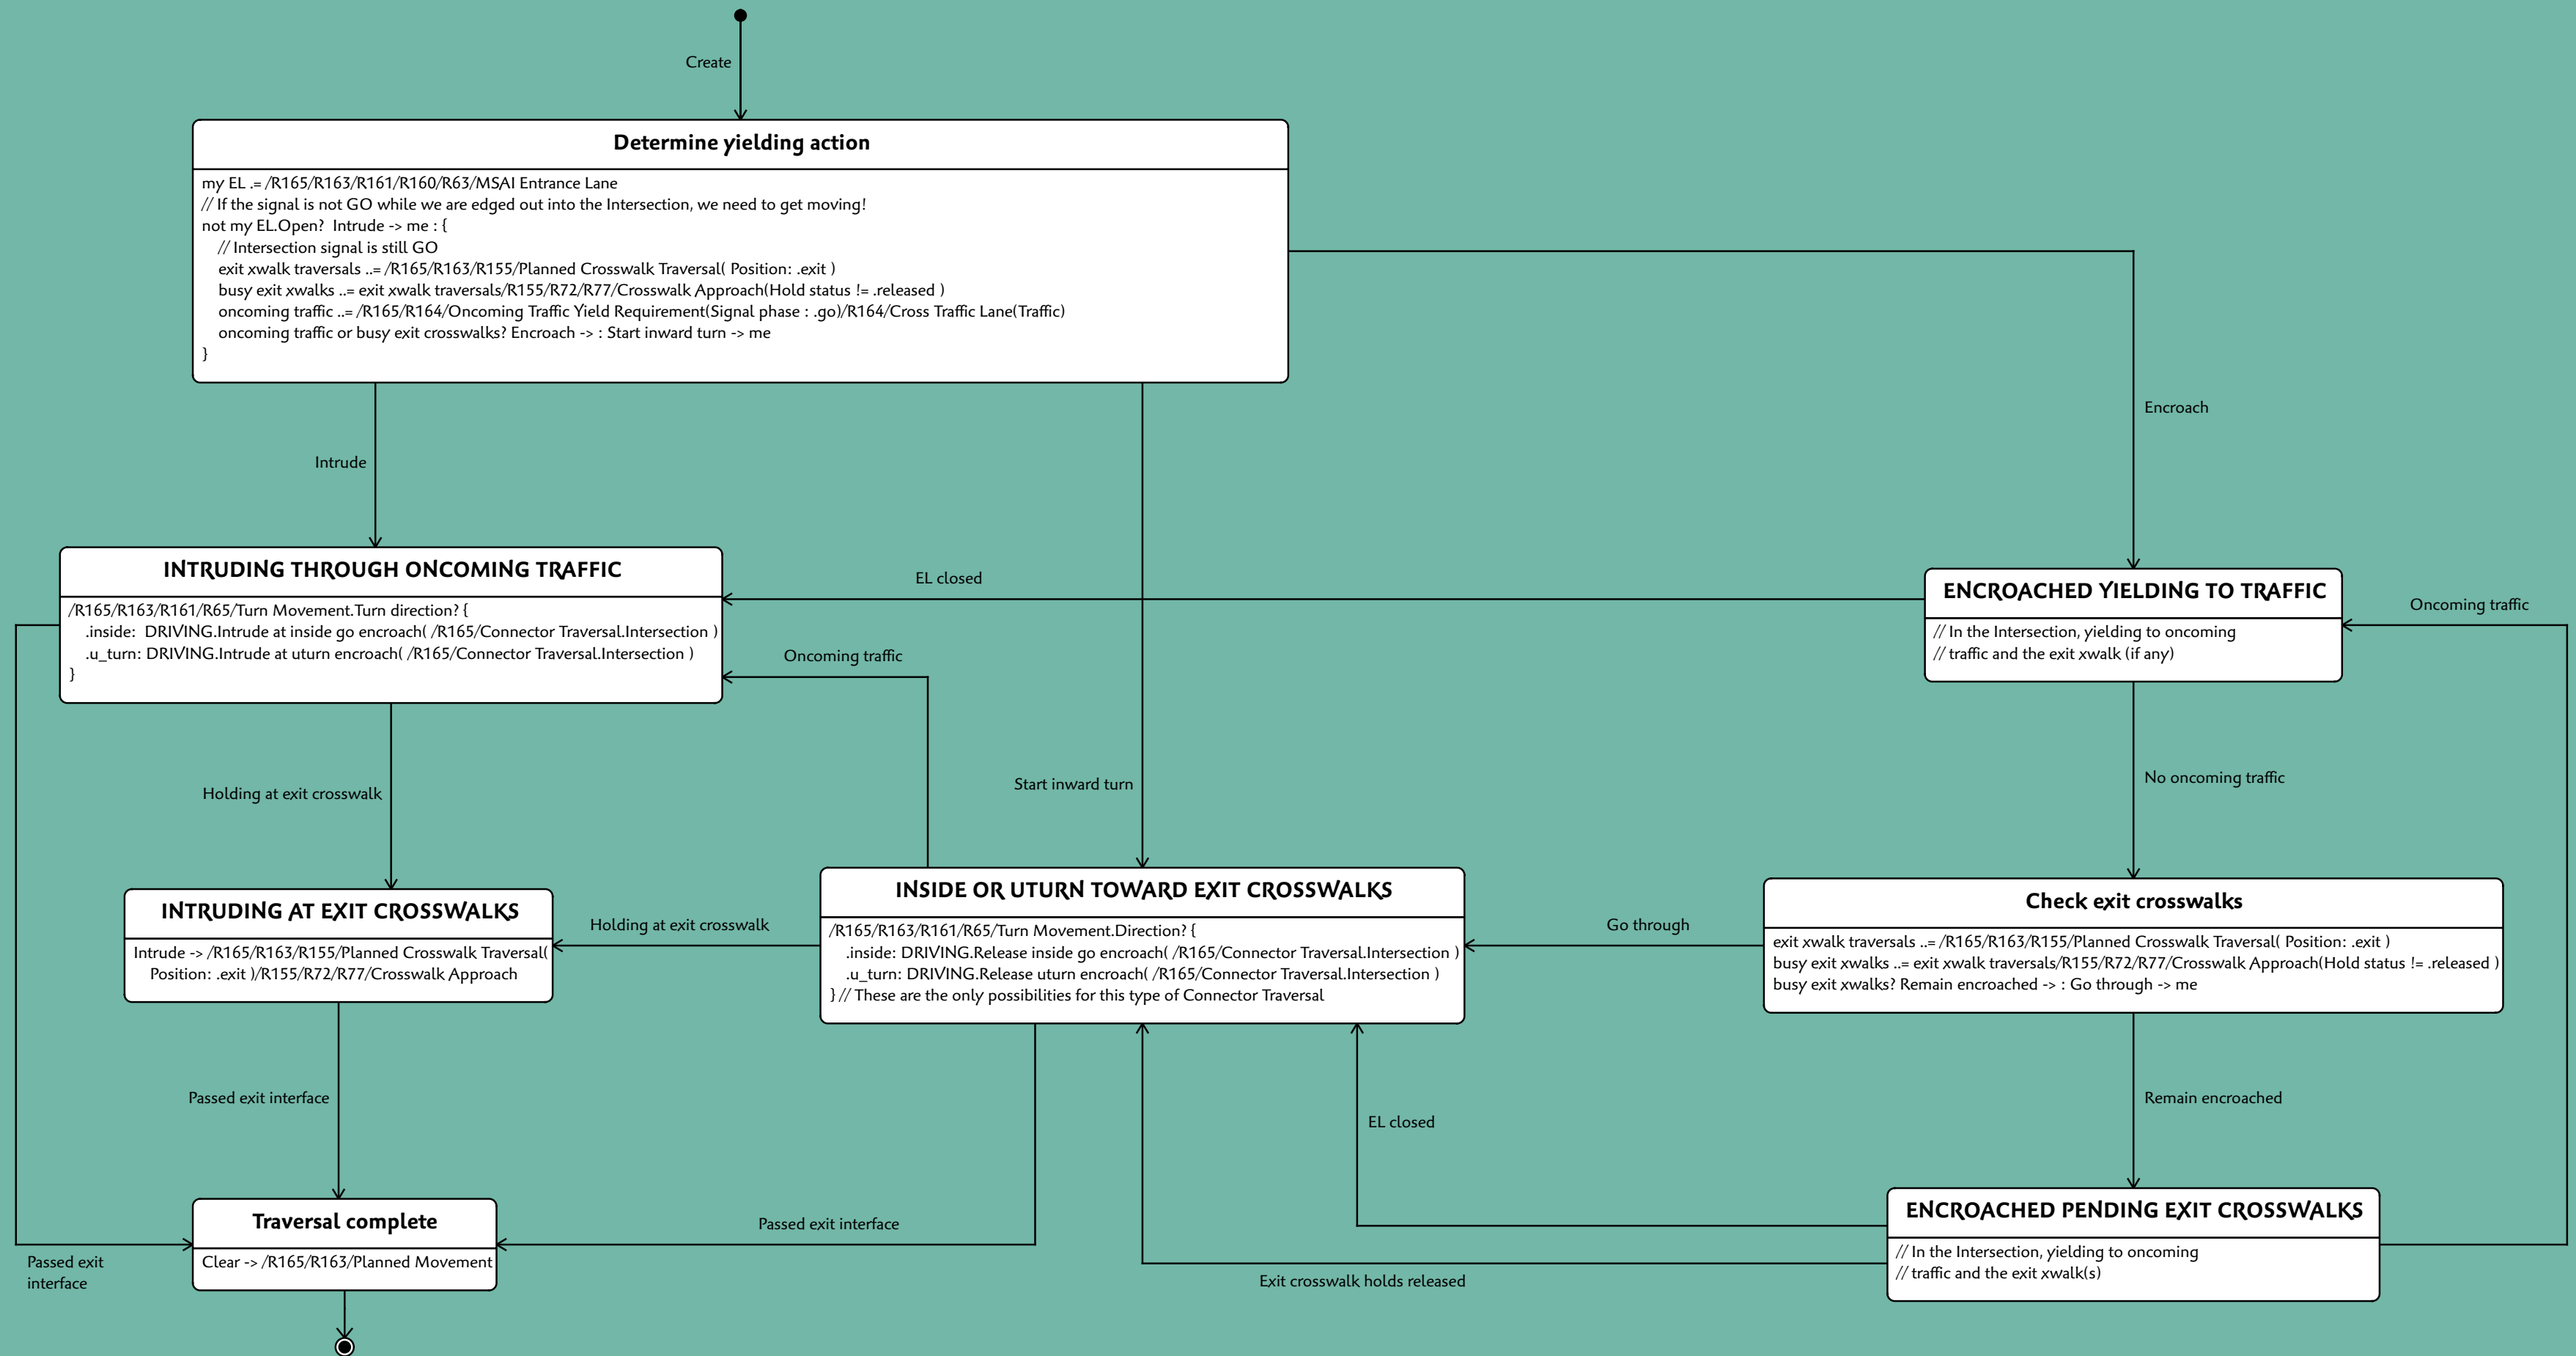 Create
Determine yielding action
my EL .= /R165/R163/R161/R160/R63/MSAI Entrance Lane
// If the signal is not GO while we are edged out into the Intersection, we need to get moving!
not my EL.Open?  Intrude -> me : {
// Intersection signal is still GO
exit xwalk traversals ..= /R165/R163/R155/Planned Crosswalk Traversal( Position: .exit )
busy exit xwalks ..= exit xwalk traversals/R155/R72/R77/Crosswalk Approach(Hold status != .released )
oncoming traffic ..= /R165/R164/Oncoming Traffic Yield Requirement(Signal phase : .go)/R164/Cross Traffic Lane(Traffic)
oncoming traffic or busy exit crosswalks? Encroach -> : Start inward turn -> me
}
Encroach
Intrude
INTRUDING THROUGH ONCOMING TRAFFIC
/R165/R163/R161/R65/Turn Movement.Turn direction? {
.inside:  DRIVING.Intrude at inside go encroach( /R165/Connector Traversal.Intersection )
.u_turn: DRIVING.Intrude at uturn encroach( /R165/Connector Traversal.Intersection )
}
EL closed
Oncoming traffic
ENCROACHED YIELDING TO TRAFFIC
// In the Intersection, yielding to oncoming
// traffic and the exit xwalk (if any)
Oncoming traffic
Holding at exit crosswalk
Start inward turn
No oncoming traffic
INTRUDING AT EXIT CROSSWALKS
Intrude -> /R165/R163/R155/Planned Crosswalk Traversal(
Position: .exit )/R155/R72/R77/Crosswalk Approach
Holding at exit crosswalk
INSIDE OR UTURN TOWARD EXIT CROSSWALKS
/R165/R163/R161/R65/Turn Movement.Direction? {
.inside: DRIVING.Release inside go encroach( /R165/Connector Traversal.Intersection )
.u_turn: DRIVING.Release uturn encroach( /R165/Connector Traversal.Intersection )
} // These are the only possibilities for this type of Connector Traversal
Go through
Check exit crosswalks
exit xwalk traversals ..= /R165/R163/R155/Planned Crosswalk Traversal( Position: .exit )
busy exit xwalks ..= exit xwalk traversals/R155/R72/R77/Crosswalk Approach(Hold status != .released )
busy exit xwalks? Remain encroached -> : Go through -> me
Passed exit interface
EL closed
Remain encroached
Traversal complete
Clear -> /R165/R163/Planned Movement
Passed exit interface
Passed exit
interface
Exit crosswalk holds released
ENCROACHED PENDING EXIT CROSSWALKS
// In the Intersection, yielding to oncoming
// traffic and the exit xwalk(s)